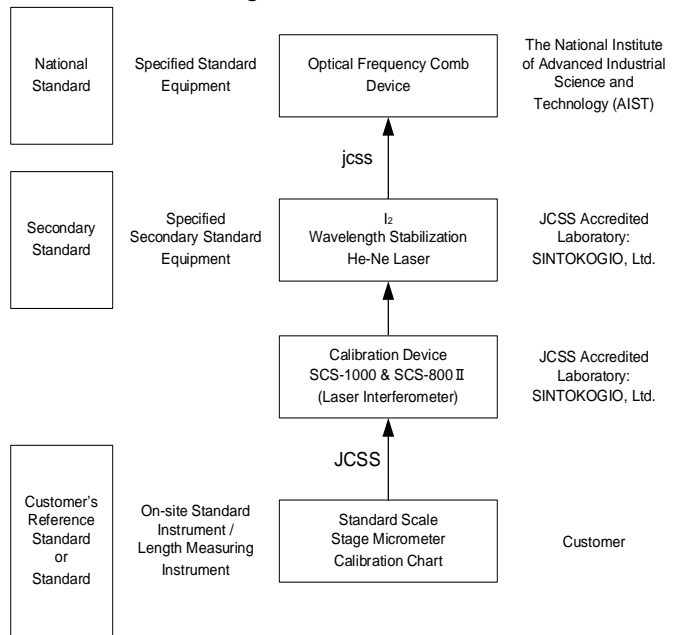 National
Standard
Specified Standard
Equipment
Optical Frequency Comb
Device
The National Institute
of Advanced Industrial
Science and
Technology (AIST)
jcss
Secondary
Standard
Specified
Secondary Standard
Equipment
I₂
Wavelength Stabilization
He-Ne Laser
JCSS Accredited
Laboratory:
SINTOKOGIO, Ltd.
Calibration Device
SCS-1000 & SCS-800Ⅱ
(Laser Interferometer)
JCSS Accredited
Laboratory:
SINTOKOGIO, Ltd.
JCSS
Customer's
Reference
Standard
or
Standard
On-site Standard
Instrument /
Length Measuring
Instrument
Standard Scale
Stage Micrometer
Calibration Chart
Customer